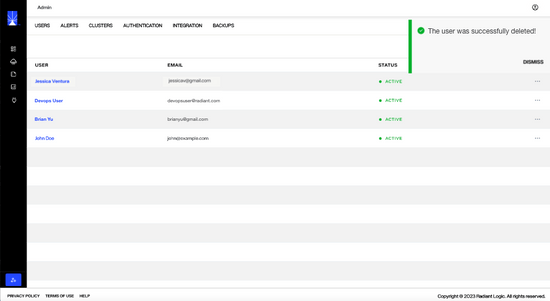 Admin
USERS ALERTS CLUSTERS AUTHENTICATION INTEGRATION BACKUPS
The user was successfully deleted!
DISMISS
USER EMAIL STATUS
Jessica Ventura jessicav@gmail.com ACTIVE
Devops User devopsuser@radiant.com ACTIVE
Brian Yu brianyu@gmail.com ACTIVE
John Doe john@example.com ACTIVE
PRIVACY POLICY TERMS OF USE HELP Copyright © 2023 Radiant Logic. All rights reserved.